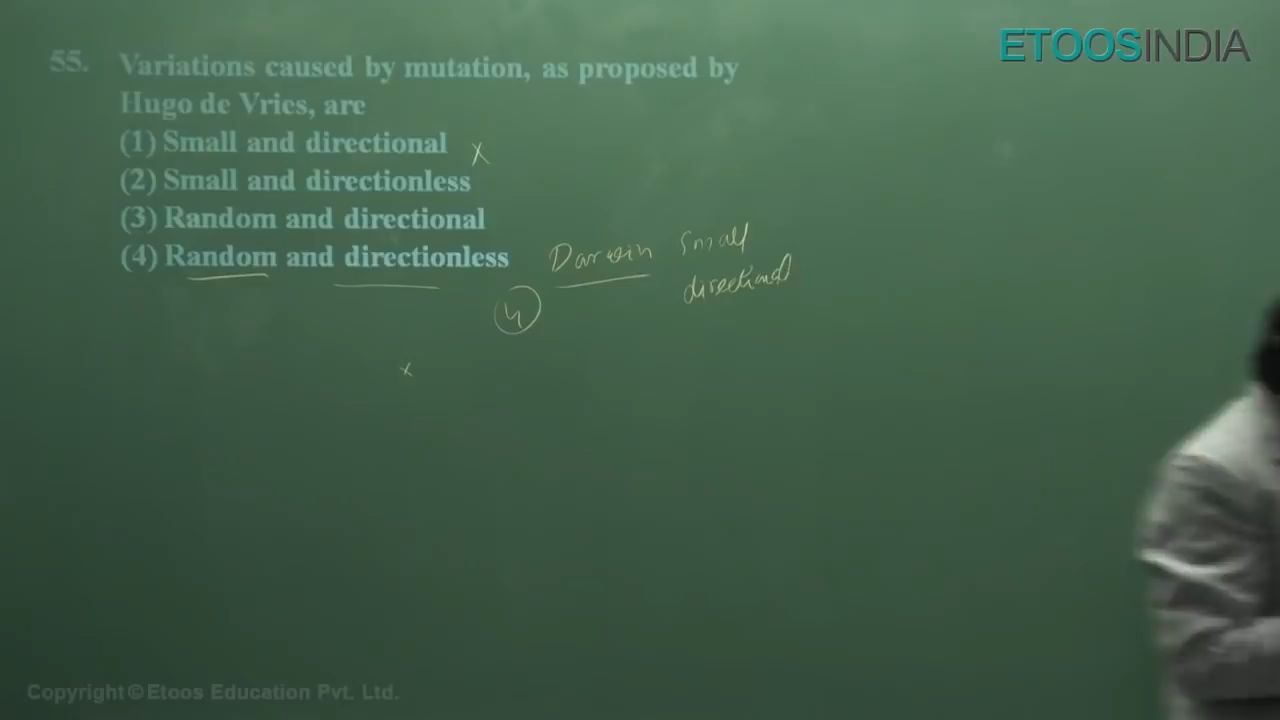 ETOOSINDIA
55. Variations caused by mutation, as proposed by
Hugo de Vries, are
(1) Small and directional x
(2) Small and directionless
(3) Random and directional
(4) Random and directionless
Darwin small
directional
4
x
Copyright © Etoos Education Pvt. Ltd.